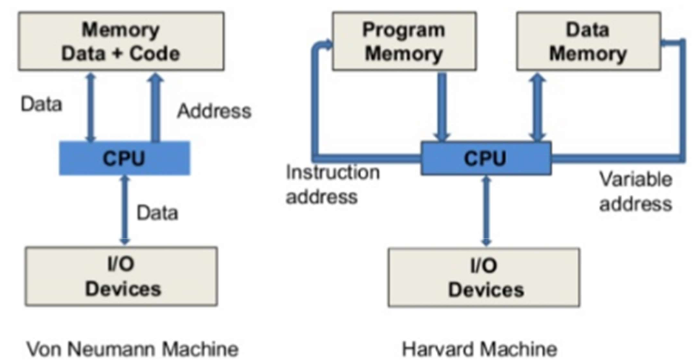 Memory
Data + Code
Data
Address
CPU
Data
I/O
Devices
Von Neumann Machine
Program
Memory
Data
Memory
CPU
Instruction
address
Variable
address
I/O
Devices
Harvard Machine